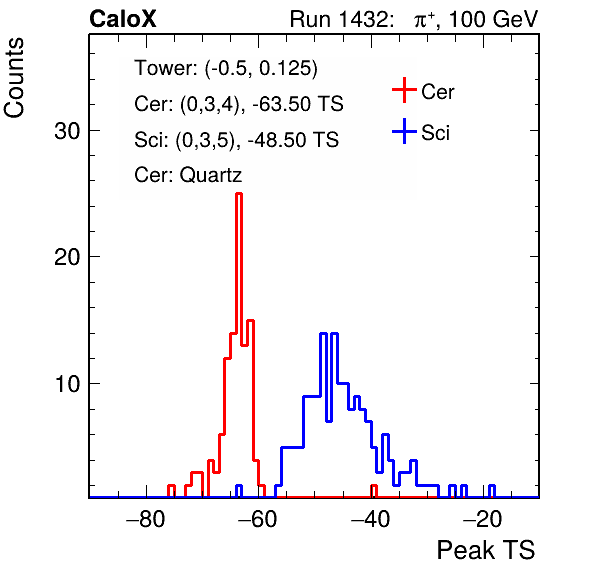 CaloX Run 1432: π⁺, 100 GeV
Counts
Tower: (-0.5, 0.125)
Cer: (0,3,4), -63.50 TS
Sci: (0,3,5), -48.50 TS
Cer: Quartz
Cer
Sci
30
20
10
−80 −60 −40 −20
Peak TS